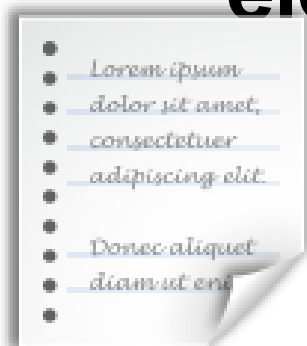 Lorem ipsum
dolor sit amet,
consectetuer
adipiscing elit.
Donec aliquet
diam ut